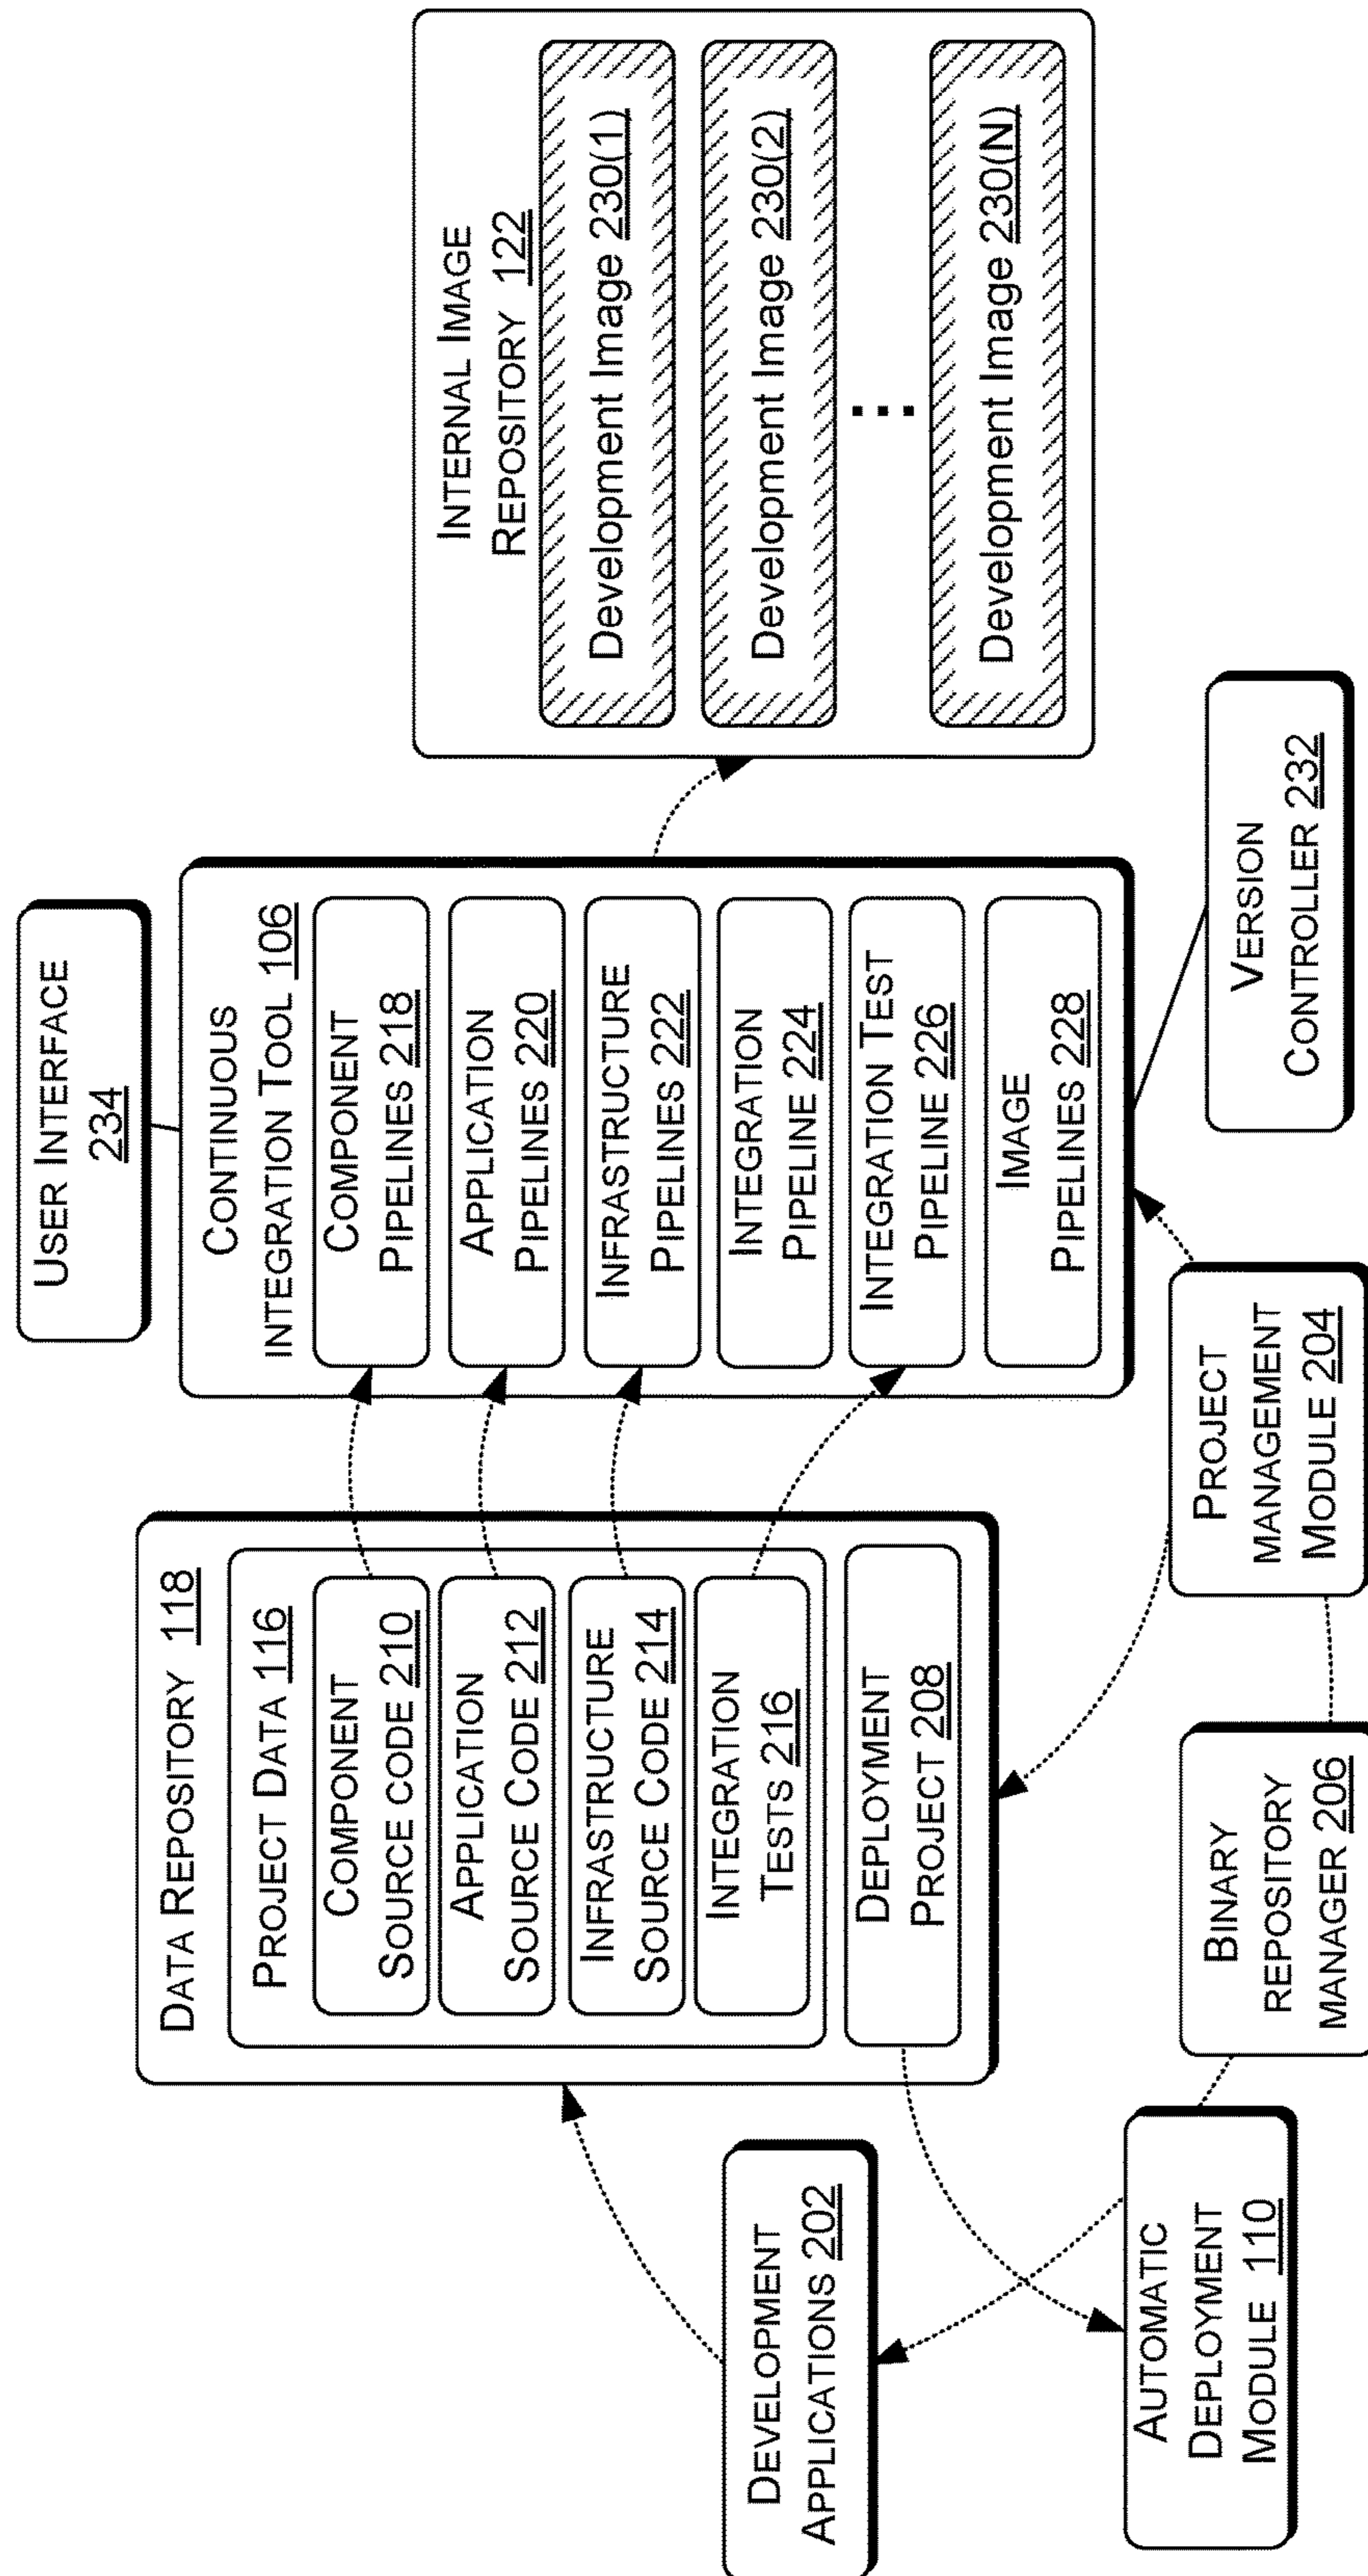 USER INTERFACE
234
DATA REPOSITORY 118
PROJECT DATA 116
COMPONENT
SOURCE CODE 210
APPLICATION
SOURCE CODE 212
INFRASTRUCTURE
SOURCE CODE 214
INTEGRATION
TESTS 216
DEPLOYMENT
PROJECT 208
CONTINUOUS
INTEGRATION TOOL 106
COMPONENT
PIPELINES 218
APPLICATION
PIPELINES 220
INFRASTRUCTURE
PIPELINES 222
INTEGRATION
PIPELINE 224
INTEGRATION TEST
PIPELINE 226
IMAGE
PIPELINES 228
INTERNAL IMAGE
REPOSITORY 122
Development Image 230(1)
Development Image 230(2)
Development Image 230(N)
DEVELOPMENT
APPLICATIONS 202
AUTOMATIC
DEPLOYMENT
MODULE 110
BINARY
REPOSITORY
MANAGER 206
PROJECT
MANAGEMENT
MODULE 204
VERSION
CONTROLLER 232